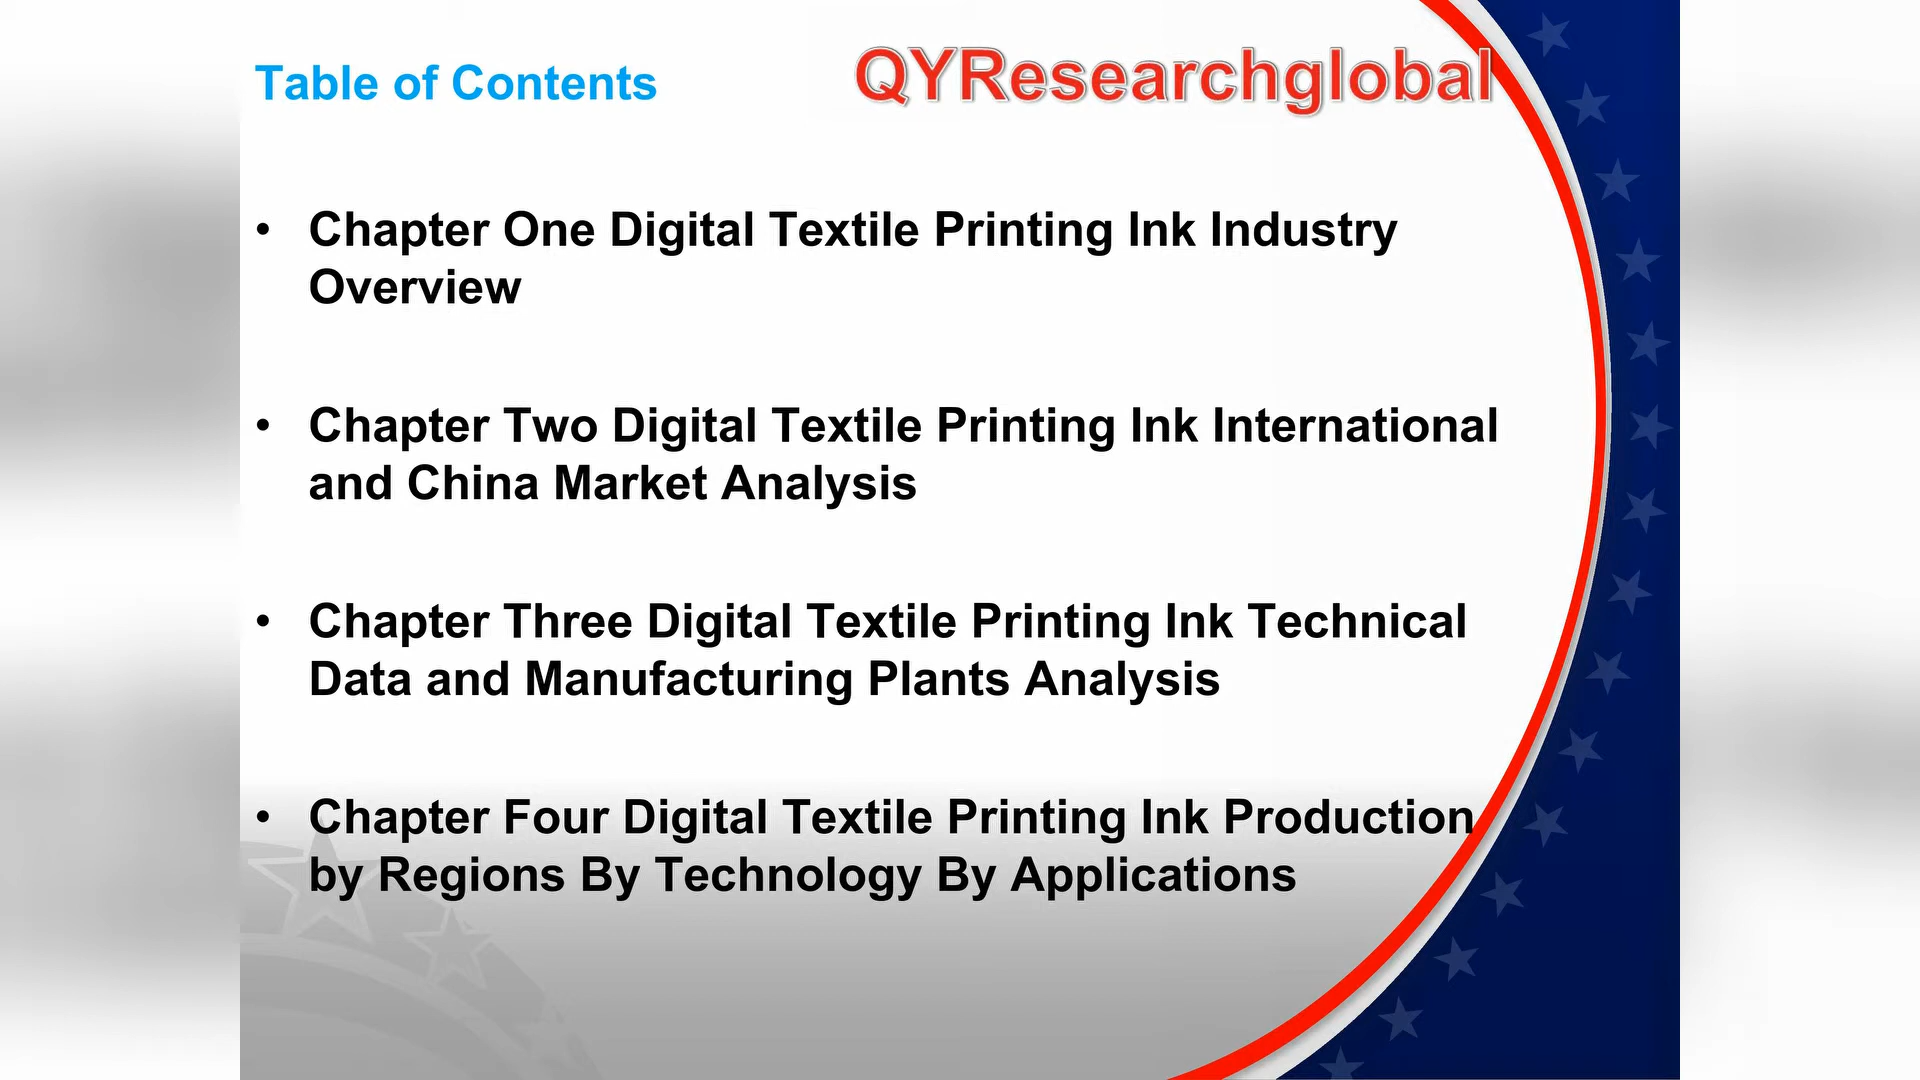 Table of Contents
QYResearchglobal
• Chapter One Digital Textile Printing Ink Industry
Overview
• Chapter Two Digital Textile Printing Ink International
and China Market Analysis
• Chapter Three Digital Textile Printing Ink Technical
Data and Manufacturing Plants Analysis
• Chapter Four Digital Textile Printing Ink Production
by Regions By Technology By Applications